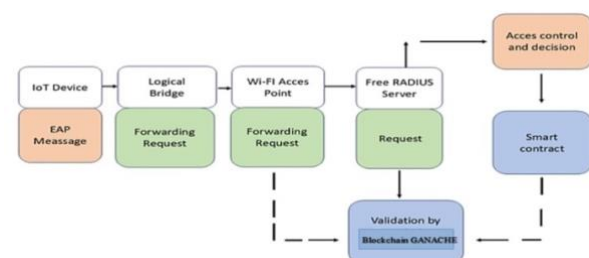 Acces control
and decision
IoT Device
Logical
Bridge
Wi-FI Acces
Point
Free RADIUS
Server
EAP
Meassage
Forwarding
Request
Forwarding
Request
Request
Smart
contract
Validation by
Blockchain GANACHE